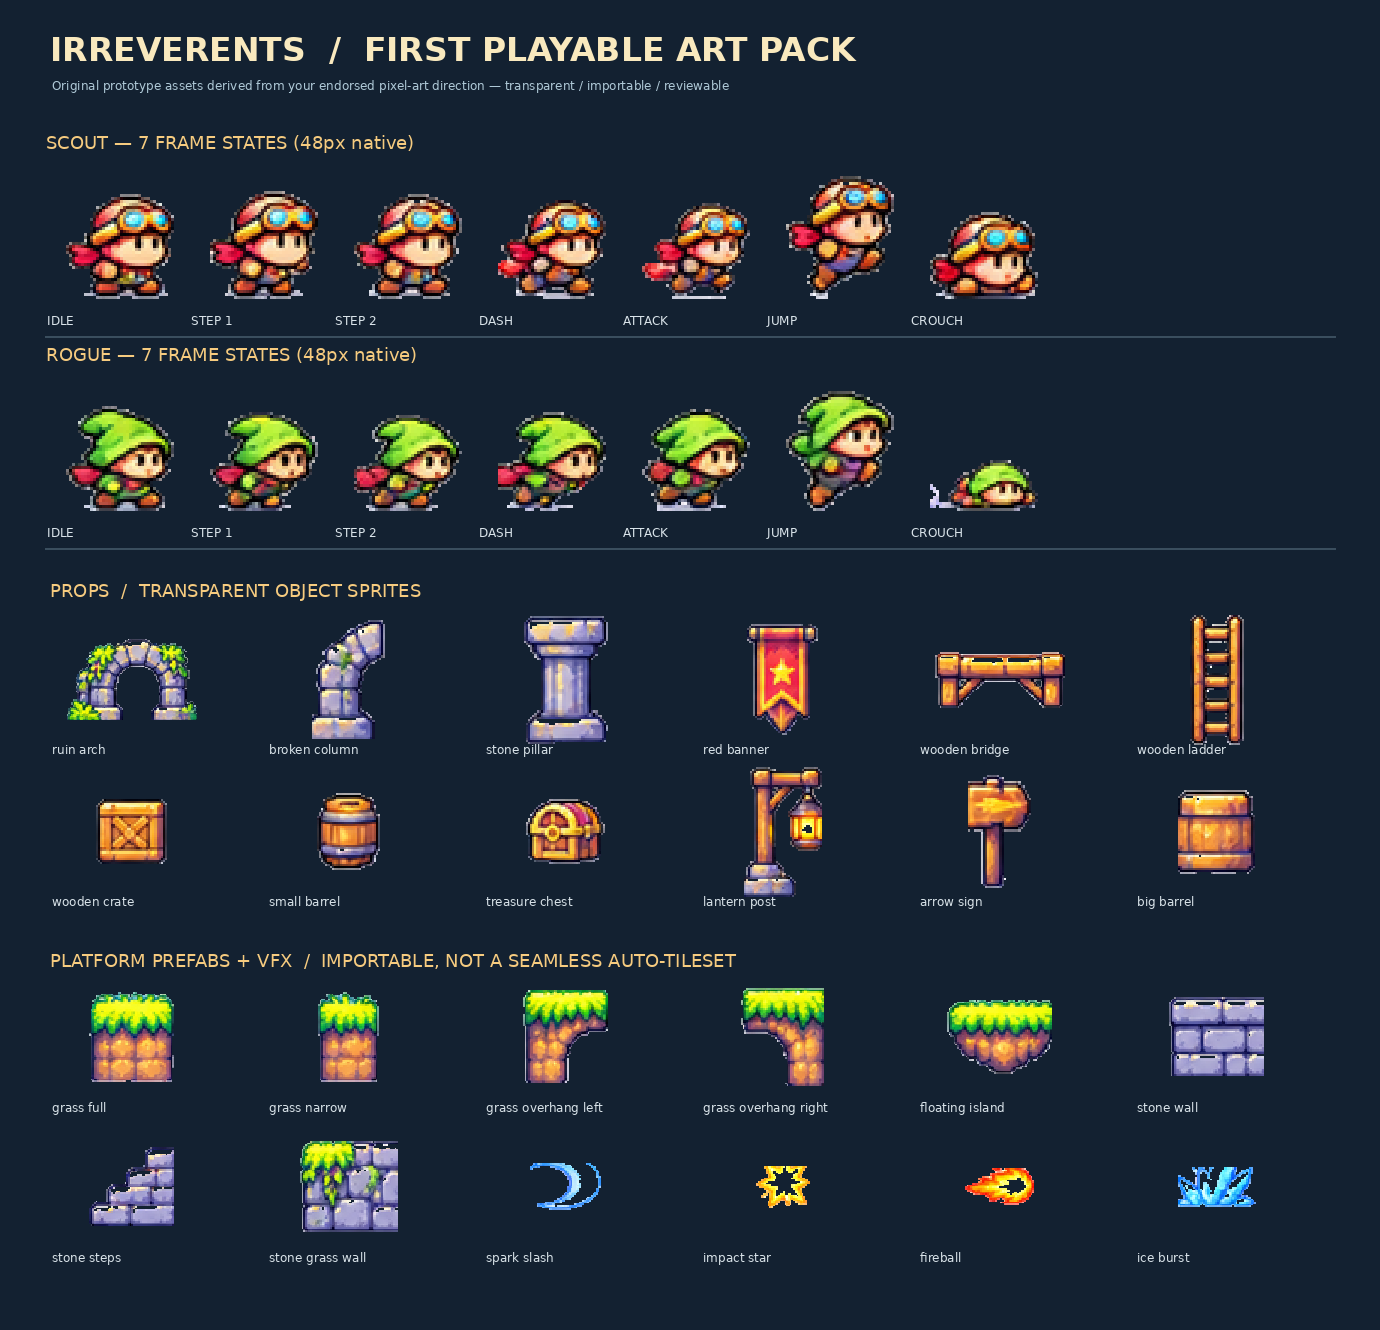 IRREVERENTS / FIRST PLAYABLE ART PACK
Original prototype assets derived from your endorsed pixel-art direction — transparent / importable / reviewable
SCOUT — 7 FRAME STATES (48px native)
IDLE STEP 1 STEP 2 DASH ATTACK JUMP CROUCH
ROGUE — 7 FRAME STATES (48px native)
IDLE STEP 1 STEP 2 DASH ATTACK JUMP CROUCH
PROPS / TRANSPARENT OBJECT SPRITES
ruin arch broken column stone pillar red banner wooden bridge wooden ladder
wooden crate small barrel treasure chest lantern post arrow sign big barrel
PLATFORM PREFABS + VFX / IMPORTABLE, NOT A SEAMLESS AUTO-TILESET
grass full grass narrow grass overhang left grass overhang right floating island stone wall
stone steps stone grass wall spark slash impact star fireball ice burst